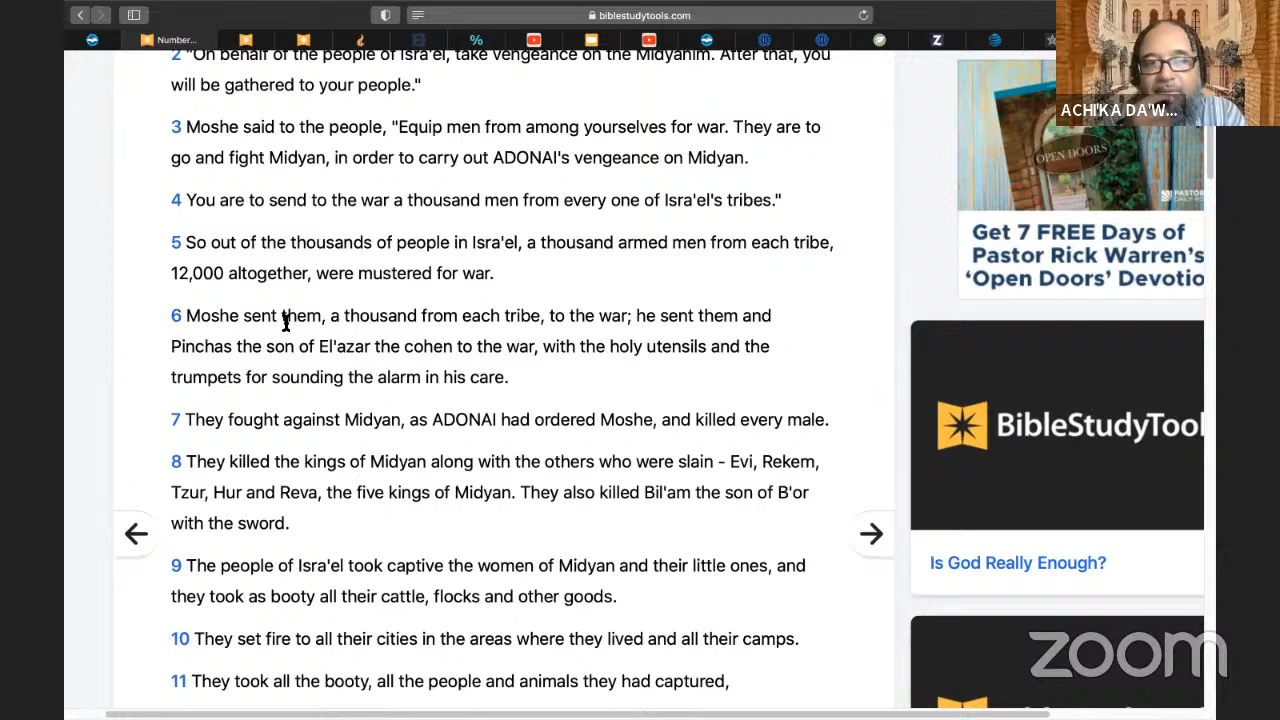 biblestudytools.com
Number...
ACHI'KA DA'W...
2 "On behalf of the people of Isra'el, take vengeance on the Midyanim. After that, you
will be gathered to your people."
3 Moshe said to the people, "Equip men from among yourselves for war. They are to
go and fight Midyan, in order to carry out ADONAI's vengeance on Midyan.
4 You are to send to the war a thousand men from every one of Isra'el's tribes."
5 So out of the thousands of people in Isra'el, a thousand armed men from each tribe,
12,000 altogether, were mustered for war.
6 Moshe sent them, a thousand from each tribe, to the war; he sent them and
Pinchas the son of El'azar the cohen to the war, with the holy utensils and the
trumpets for sounding the alarm in his care.
7 They fought against Midyan, as ADONAI had ordered Moshe, and killed every male.
8 They killed the kings of Midyan along with the others who were slain - Evi, Rekem,
Tzur, Hur and Reva, the five kings of Midyan. They also killed Bil'am the son of B'or
with the sword.
9 The people of Isra'el took captive the women of Midyan and their little ones, and
they took as booty all their cattle, flocks and other goods.
10 They set fire to all their cities in the areas where they lived and all their camps.
11 They took all the booty, all the people and animals they had captured,
OPEN DOORS
PASTOR
Get 7 FREE Days of
Pastor Rick Warren's
'Open Doors' Devotio
BibleStudyTool
Is God Really Enough?
zoom